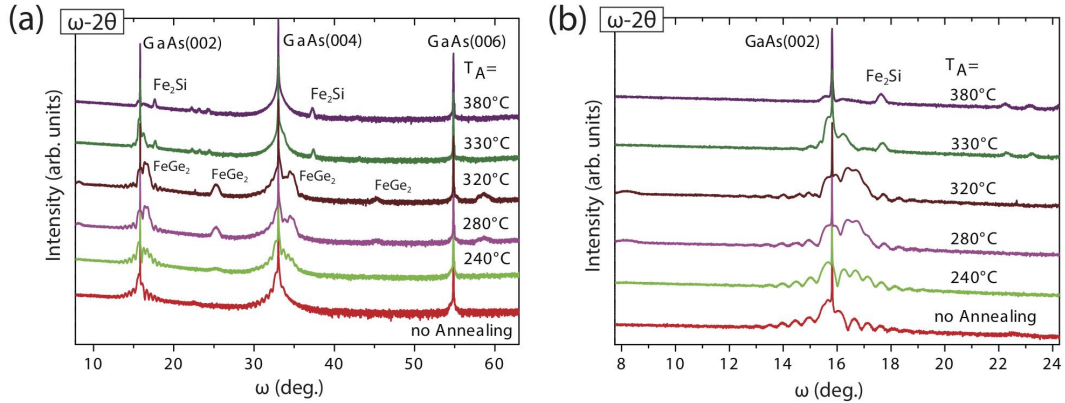 (a)
ω-2θ
GaAs(002)
GaAs(004)
GaAs(006)
T_A=
Fe₂Si
Fe₂Si
380°C
330°C
FeGe₂
FeGe₂
FeGe₂
FeGe₂
320°C
280°C
240°C
no Annealing
Intensity (arb. units)
10 20 30 40 50 60
ω (deg.)
(b)
ω-2θ
GaAs(002)
Fe₂Si
T_A=
380°C
330°C
320°C
280°C
240°C
no Annealing
Intensity (arb. units)
8 10 12 14 16 18 20 22 24
ω (deg.)